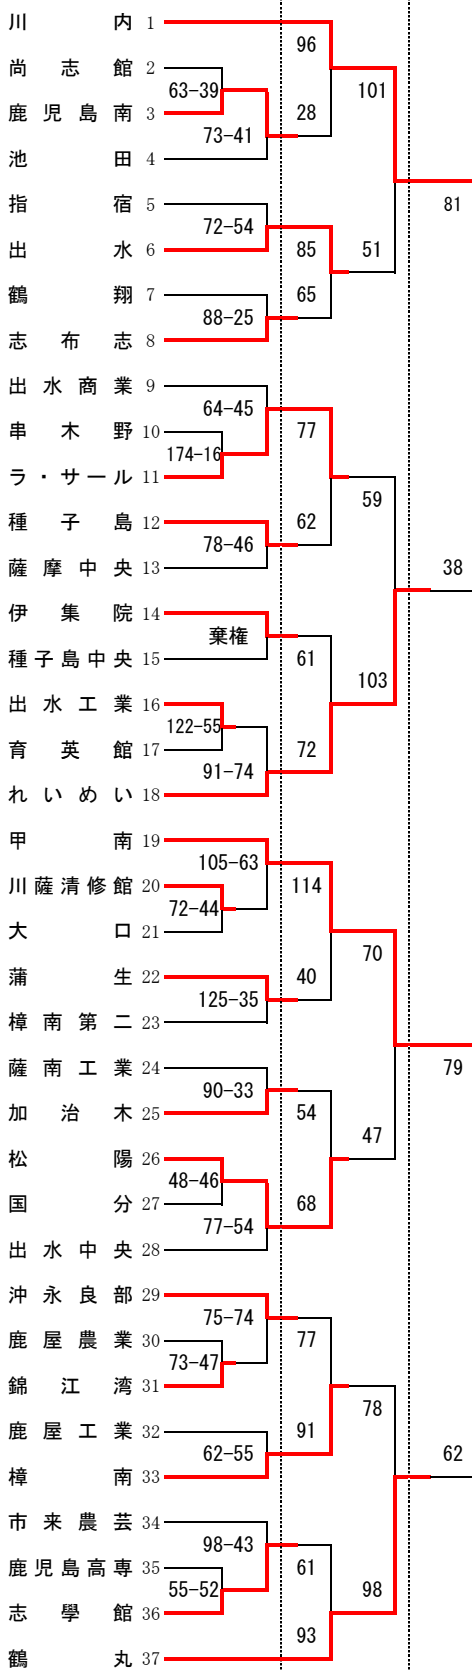 川内 1
96
尚志館 2
63-39
101
鹿児島南 3
28
73-41
池田 4
81
指宿 5
72-54
出水 6
85
51
鶴翔 7
65
88-25
志布志 8
出水商業 9
64-45
77
串木野 10
174-16
ラ・サール 11
59
種子島 12
62
78-46
薩摩中央 13
38
伊集院 14
棄権
61
種子島中央 15
103
出水工業 16
122-55
育英館 17
72
91-74
れいめい 18
甲南 19
105-63
川薩清修館 20
114
72-44
大口 21
70
蒲生 22
40
125-35
樟南第二 23
79
薩南工業 24
90-33
加治木 25
54
47
松陽 26
48-46
国分 27
68
77-54
出水中央 28
沖永良部 29
75-74
鹿屋農業 30
77
73-47
錦江湾 31
78
鹿屋工業 32
91
62-55
62
樟南 33
市来農芸 34
98-43
鹿児島高専 35
61
55-52
98
志學館 36
93
鶴丸 37